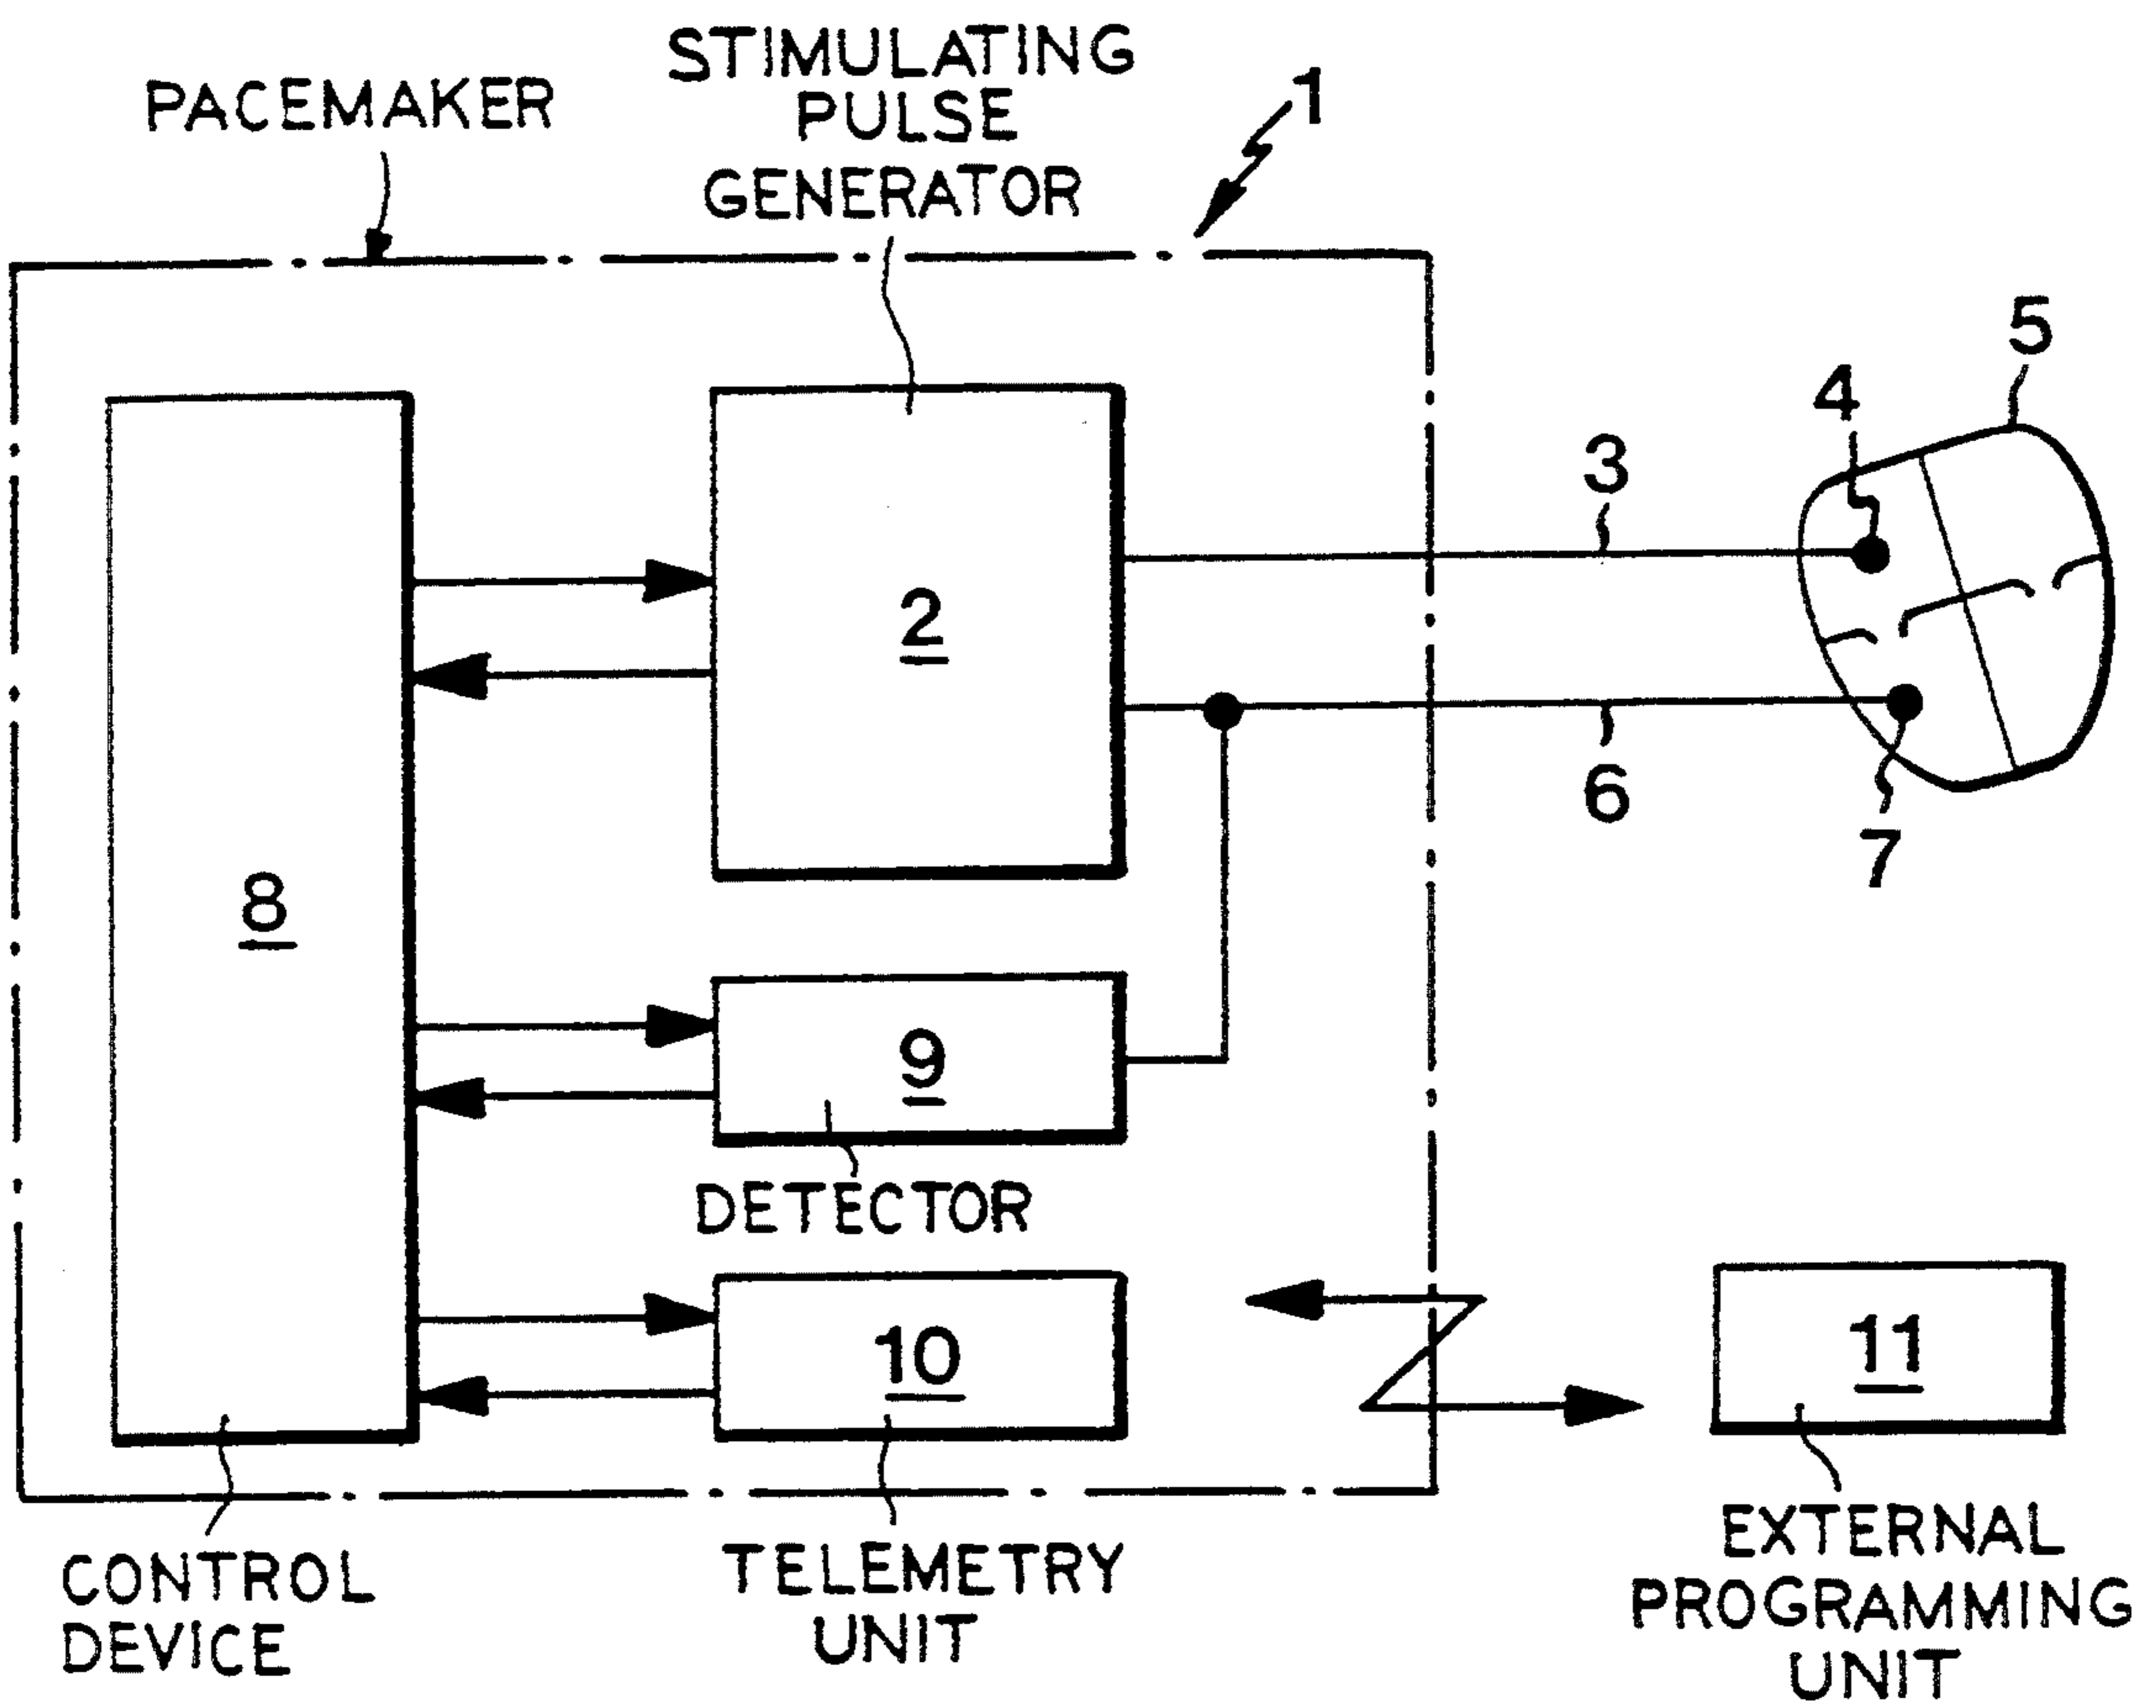 STIMULATING
PULSE
GENERATOR
PACEMAKER
1
5
4
3
2
6
7
8
9
DETECTOR
10
11
CONTROL
DEVICE
TELEMETRY
UNIT
EXTERNAL
PROGRAMMING
UNIT